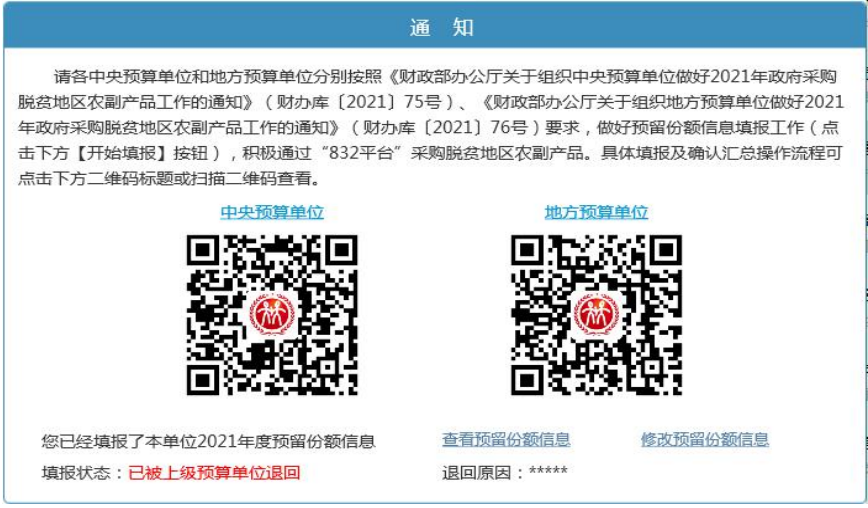 通 知
请各中央预算单位和地方预算单位分别按照《财政部办公厅关于组织中央预算单位做好2021年政府采购
脱贫地区农副产品工作的通知》（财办库〔2021〕75号）、《财政部办公厅关于组织地方预算单位做好2021
年政府采购脱贫地区农副产品工作的通知》（财办库〔2021〕76号）要求，做好预留份额信息填报工作（点
击下方【开始填报】按钮），积极通过“832平台”采购脱贫地区农副产品。具体填报及确认汇总操作流程可
点击下方二维码标题或扫描二维码查看。
中央预算单位 地方预算单位
您已经填报了本单位2021年度预留份额信息 查看预留份额信息 修改预留份额信息
填报状态：已被上级预算单位退回 退回原因：*****